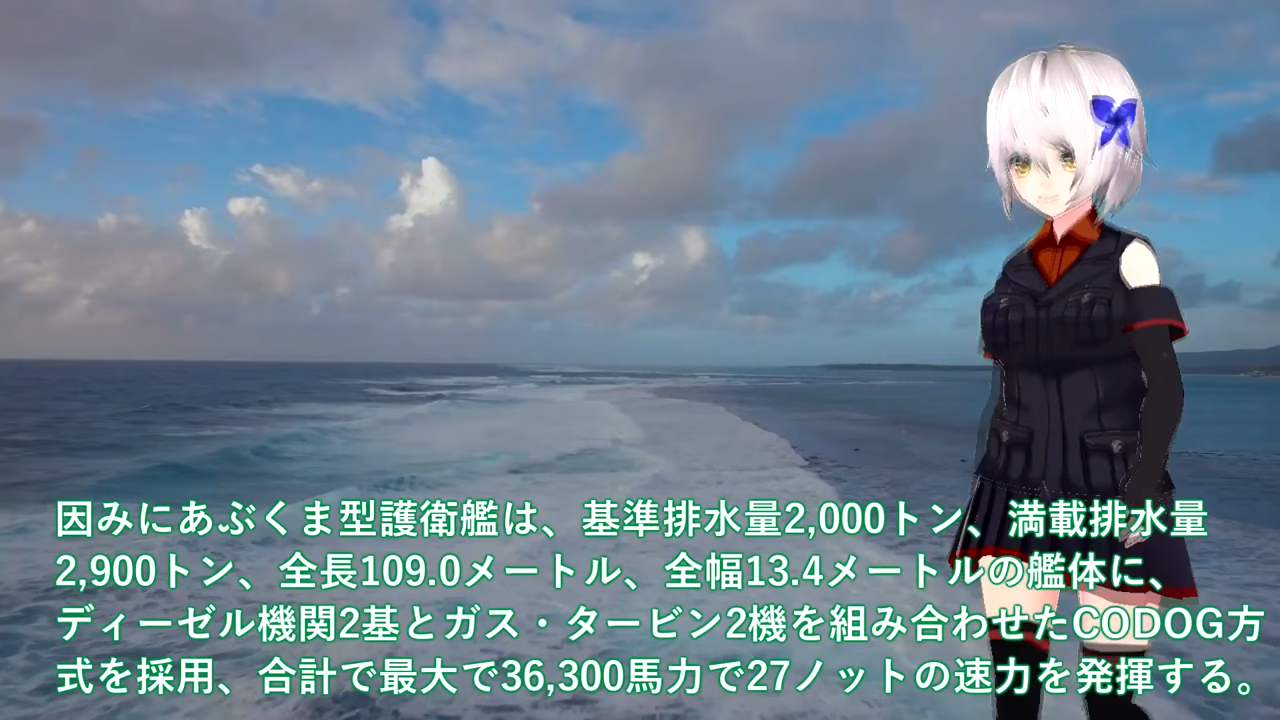 因みにあぶくま型護衛艦は、基準排水量2,000トン、満載排水量
2,900トン、全長109.0メートル、全幅13.4メートルの艦体に、
ディーゼル機関2基とガス・タービン2機を組み合わせたCODOG方
式を採用、合計で最大で36,300馬力で27ノットの速力を発揮する。